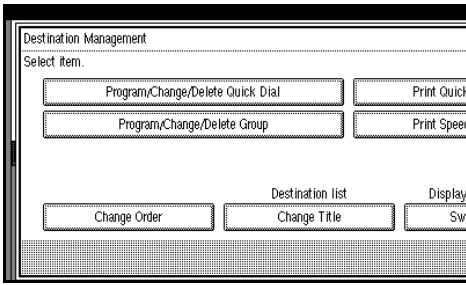 Destination Management
Select item.
Program/Change/Delete Quick Dial Print Quick
Program/Change/Delete Group Print Spee
Destination list Display
Change Order Change Title Sw